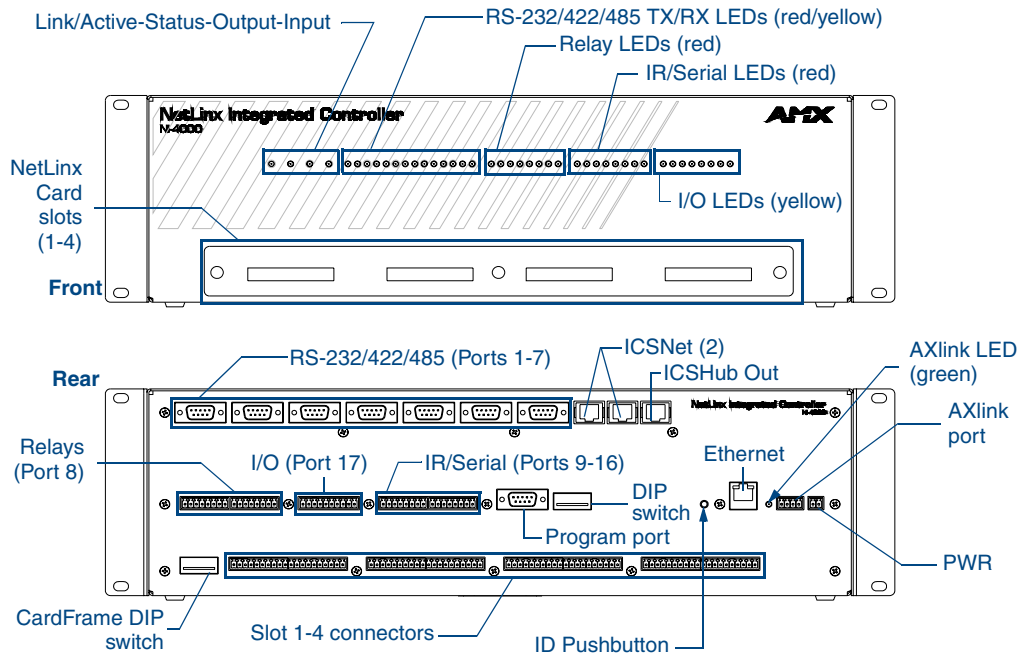 Link/Active-Status-Output-Input
RS-232/422/485 TX/RX LEDs (red/yellow)
Relay LEDs (red)
IR/Serial LEDs (red)
NetLinx Integrated Controller
NI-4000
AMX
NetLinx
Card
slots
(1-4)
I/O LEDs (yellow)
Front
Rear
RS-232/422/485 (Ports 1-7)
ICSNet (2)
ICSHub Out
AXlink LED
(green)
NetLinx Integrated Controller
NI-4000
AXlink
port
Relays
(Port 8)
I/O (Port 17)
IR/Serial (Ports 9-16)
Ethernet
DIP
switch
Program port
PWR
CardFrame DIP
switch
Slot 1-4 connectors
ID Pushbutton